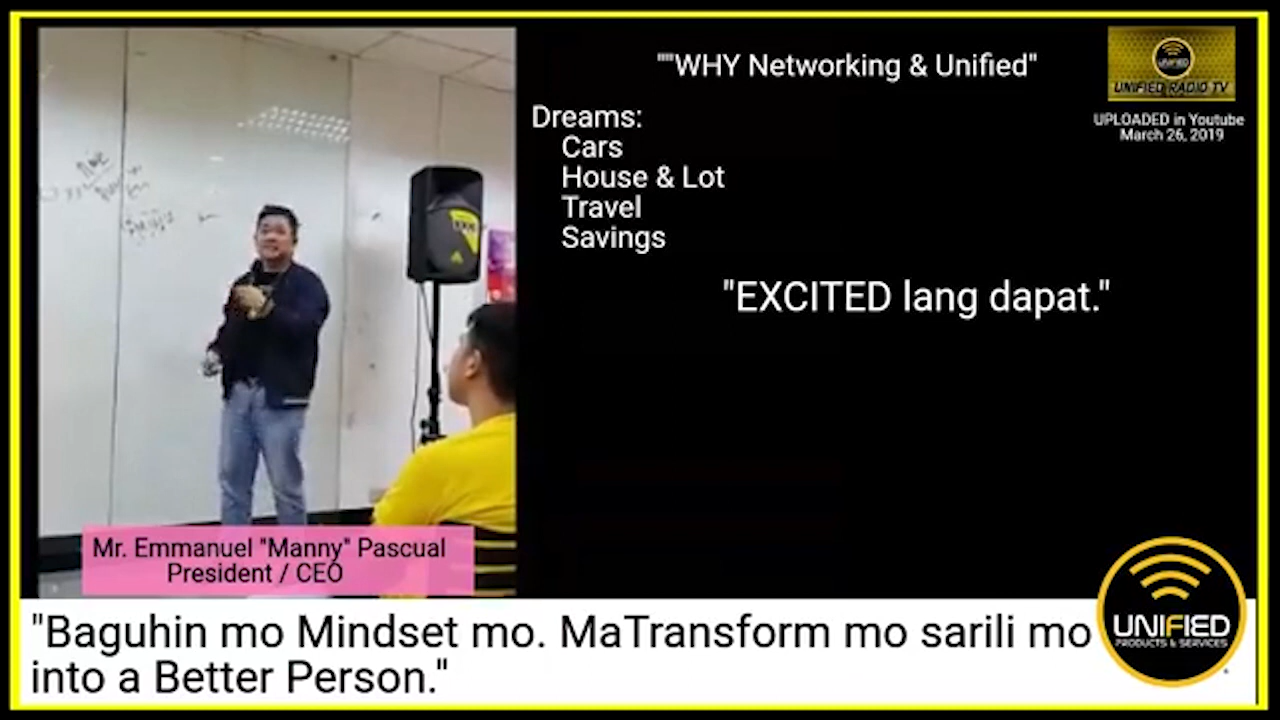 ""WHY Networking & Unified"
UNIFIED
UNIFIED RADIO TV
UPLOADED in Youtube
March 26, 2019
Dreams:
Cars
House & Lot
Travel
Savings
"EXCITED lang dapat."
Mr. Emmanuel "Manny" Pascual
President / CEO
"Baguhin mo Mindset mo. MaTransform mo sarili mo
into a Better Person."
UNIFIED
PRODUCTS & SERVICES